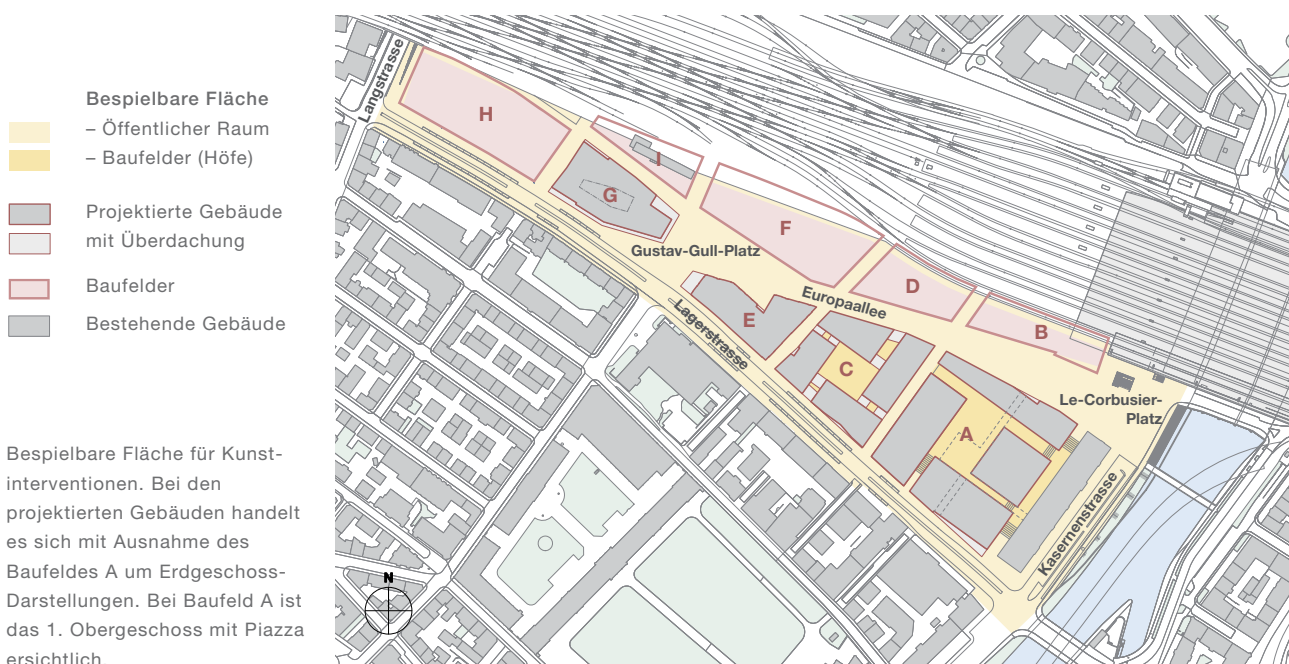 Bespielbare Fläche
– Öffentlicher Raum
– Baufelder (Höfe)
Projektierte Gebäude
mit Überdachung
Baufelder
Bestehende Gebäude
Bespielbare Fläche für Kunst-
interventionen. Bei den
projektierten Gebäuden handelt
es sich mit Ausnahme des
Baufeldes A um Erdgeschoss-
Darstellungen. Bei Baufeld A ist
das 1. Obergeschoss mit Piazza
ersichtlich.
Langstrasse
H
I
G
F
Gustav-Gull-Platz
D
Europaallee
E
Lagerstrasse
B
C
Le-Corbusier-
Platz
A
Kasernenstrasse
N